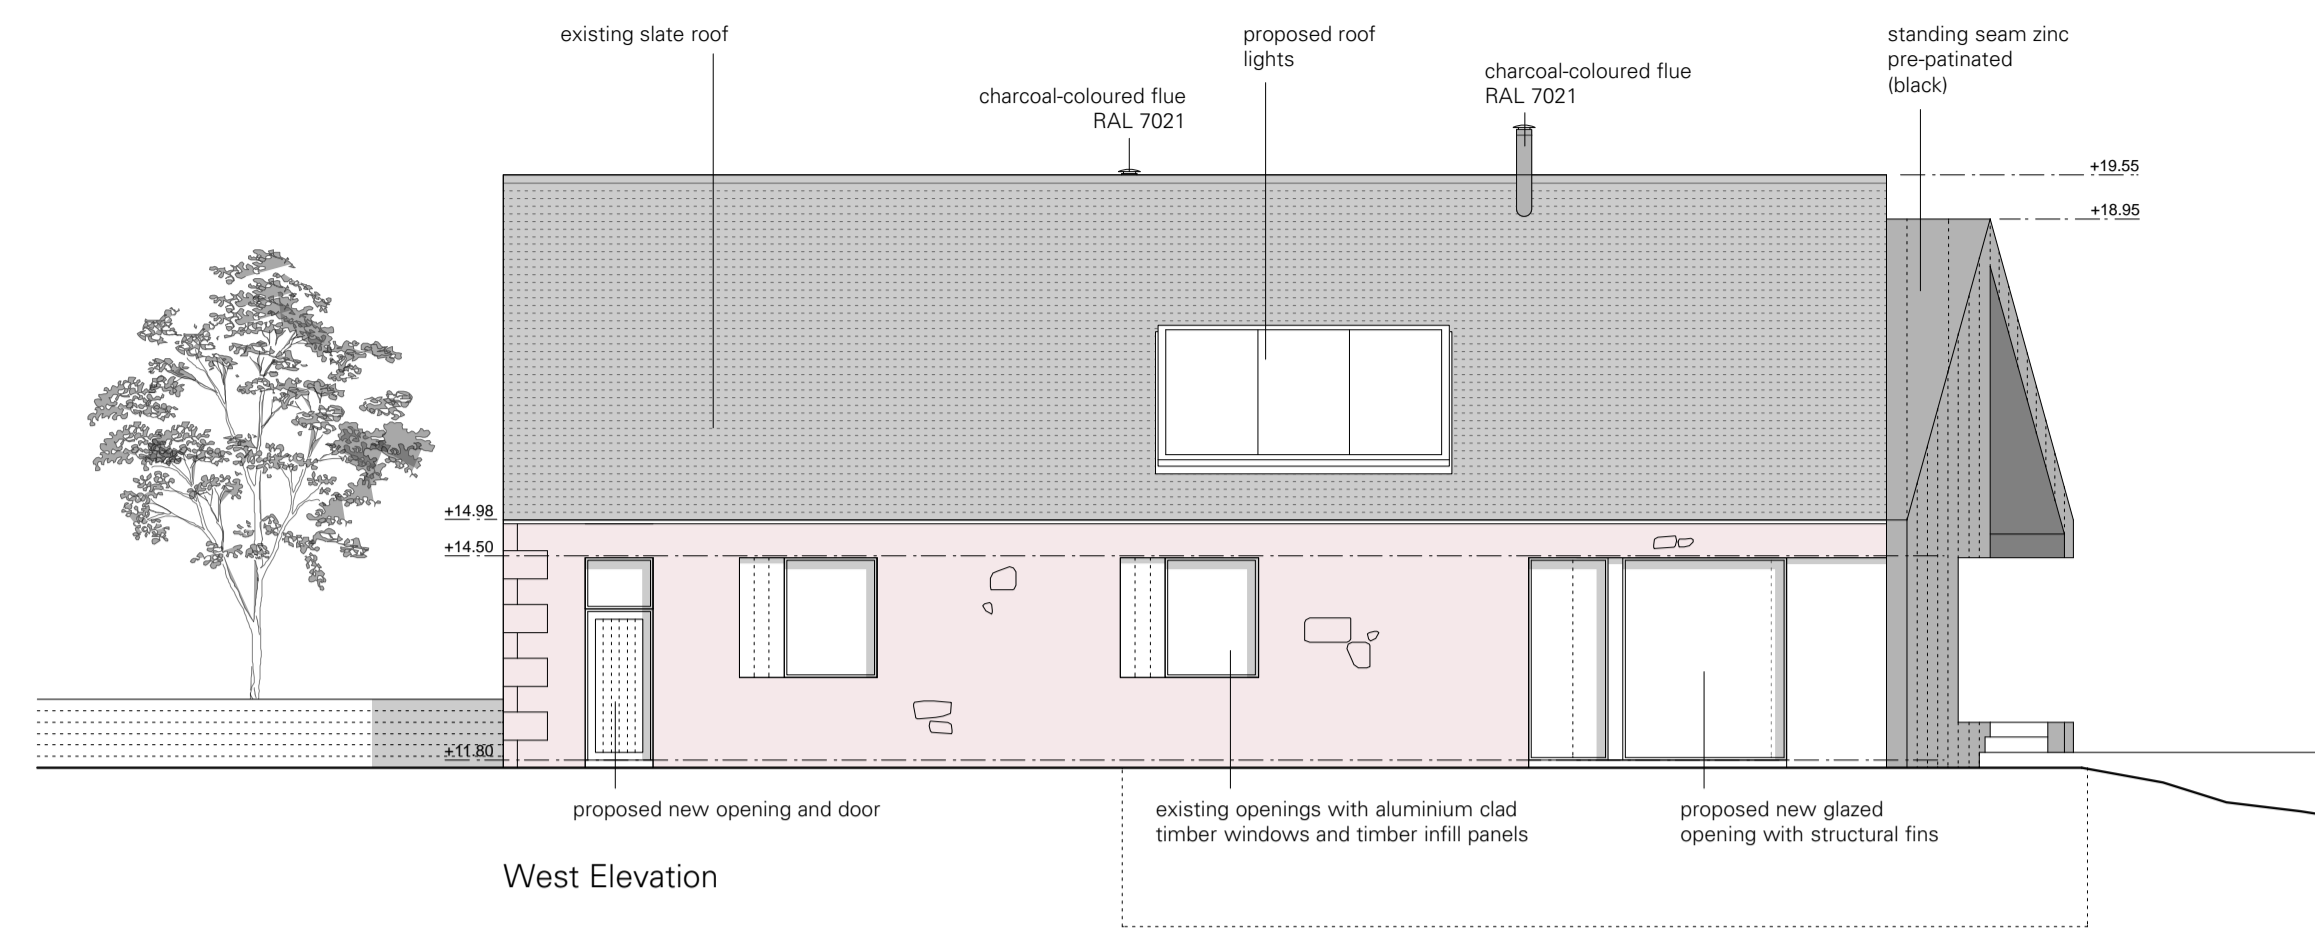 existing slate roof
charcoal-coloured flue
RAL 7021
proposed roof
lights
charcoal-coloured flue
RAL 7021
standing seam zinc
pre-patinated
(black)
+19.55
+18.95
+14.98
+14.50
+11.80
proposed new opening and door
existing openings with aluminium clad
timber windows and timber infill panels
proposed new glazed
opening with structural fins
West Elevation